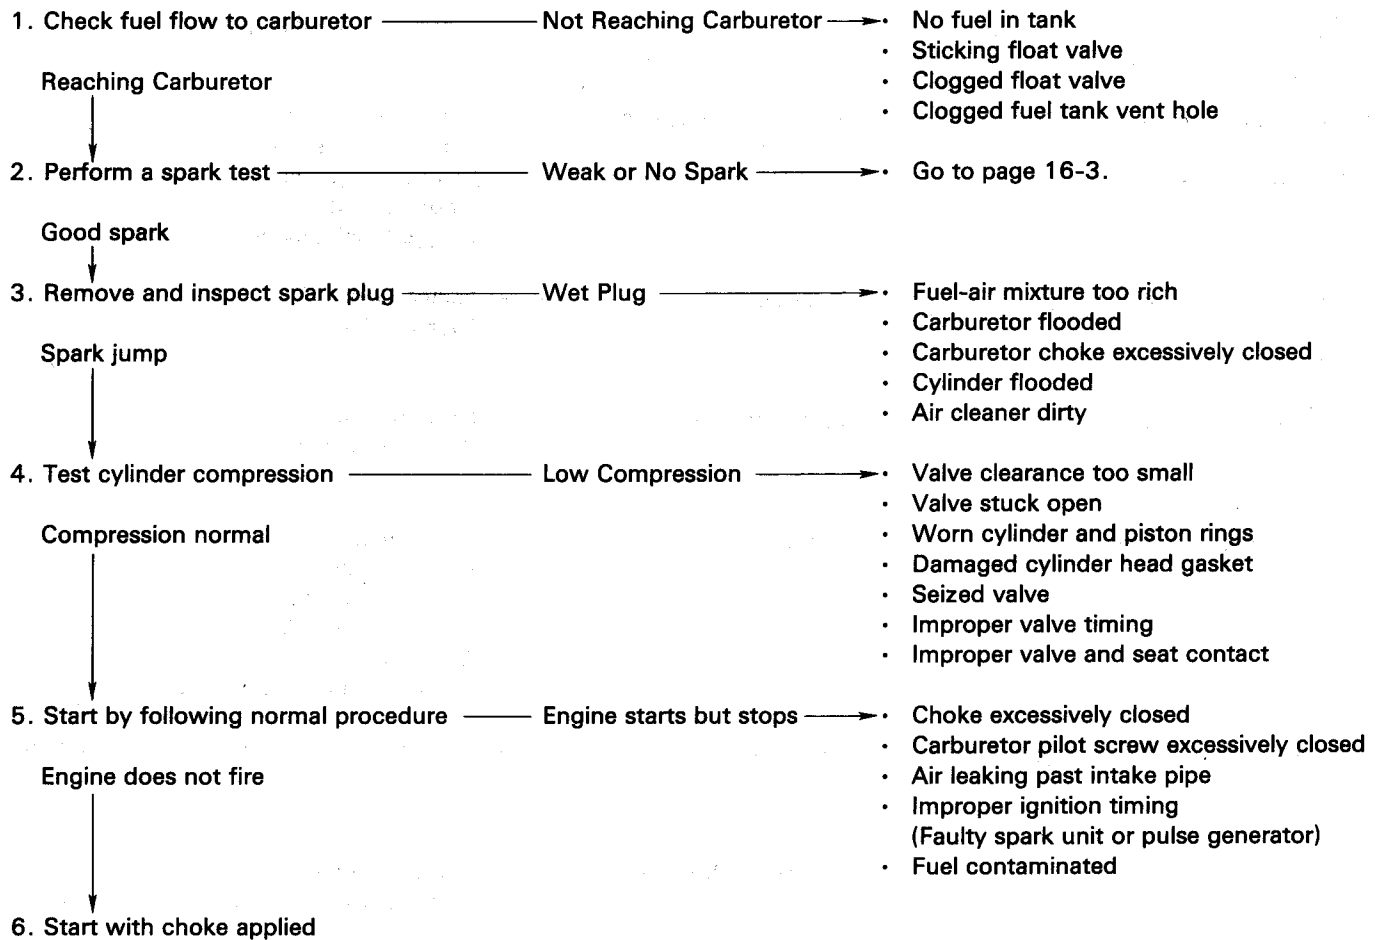 1. Check fuel flow to carburetor Not Reaching Carburetor · No fuel in tank
· Sticking float valve
Reaching Carburetor · Clogged float valve
· Clogged fuel tank vent hole
2. Perform a spark test Weak or No Spark · Go to page 16-3.
Good spark
3. Remove and inspect spark plug Wet Plug · Fuel-air mixture too rich
· Carburetor flooded
Spark jump · Carburetor choke excessively closed
· Cylinder flooded
· Air cleaner dirty
4. Test cylinder compression Low Compression · Valve clearance too small
· Valve stuck open
Compression normal · Worn cylinder and piston rings
· Damaged cylinder head gasket
· Seized valve
· Improper valve timing
· Improper valve and seat contact
5. Start by following normal procedure Engine starts but stops · Choke excessively closed
· Carburetor pilot screw excessively closed
Engine does not fire · Air leaking past intake pipe
· Improper ignition timing
(Faulty spark unit or pulse generator)
· Fuel contaminated
6. Start with choke applied